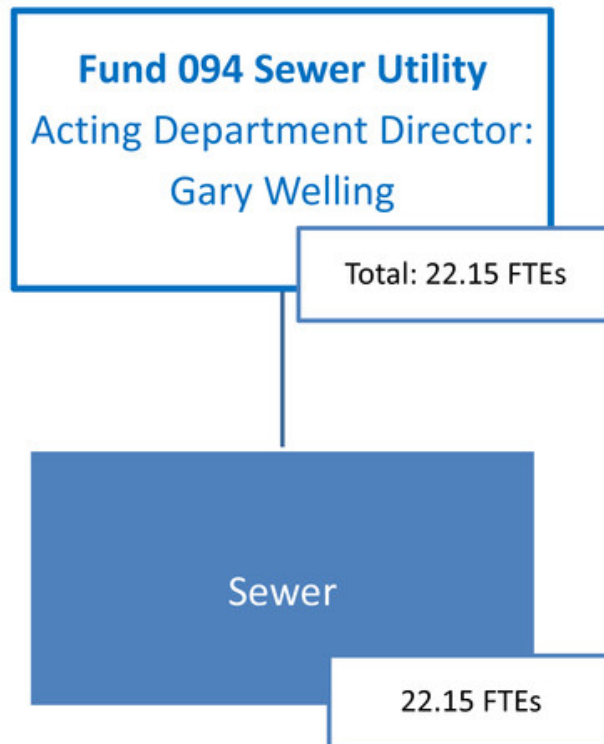 Fund 094 Sewer Utility
Acting Department Director:
Gary Welling
Total: 22.15 FTEs
Sewer
22.15 FTEs